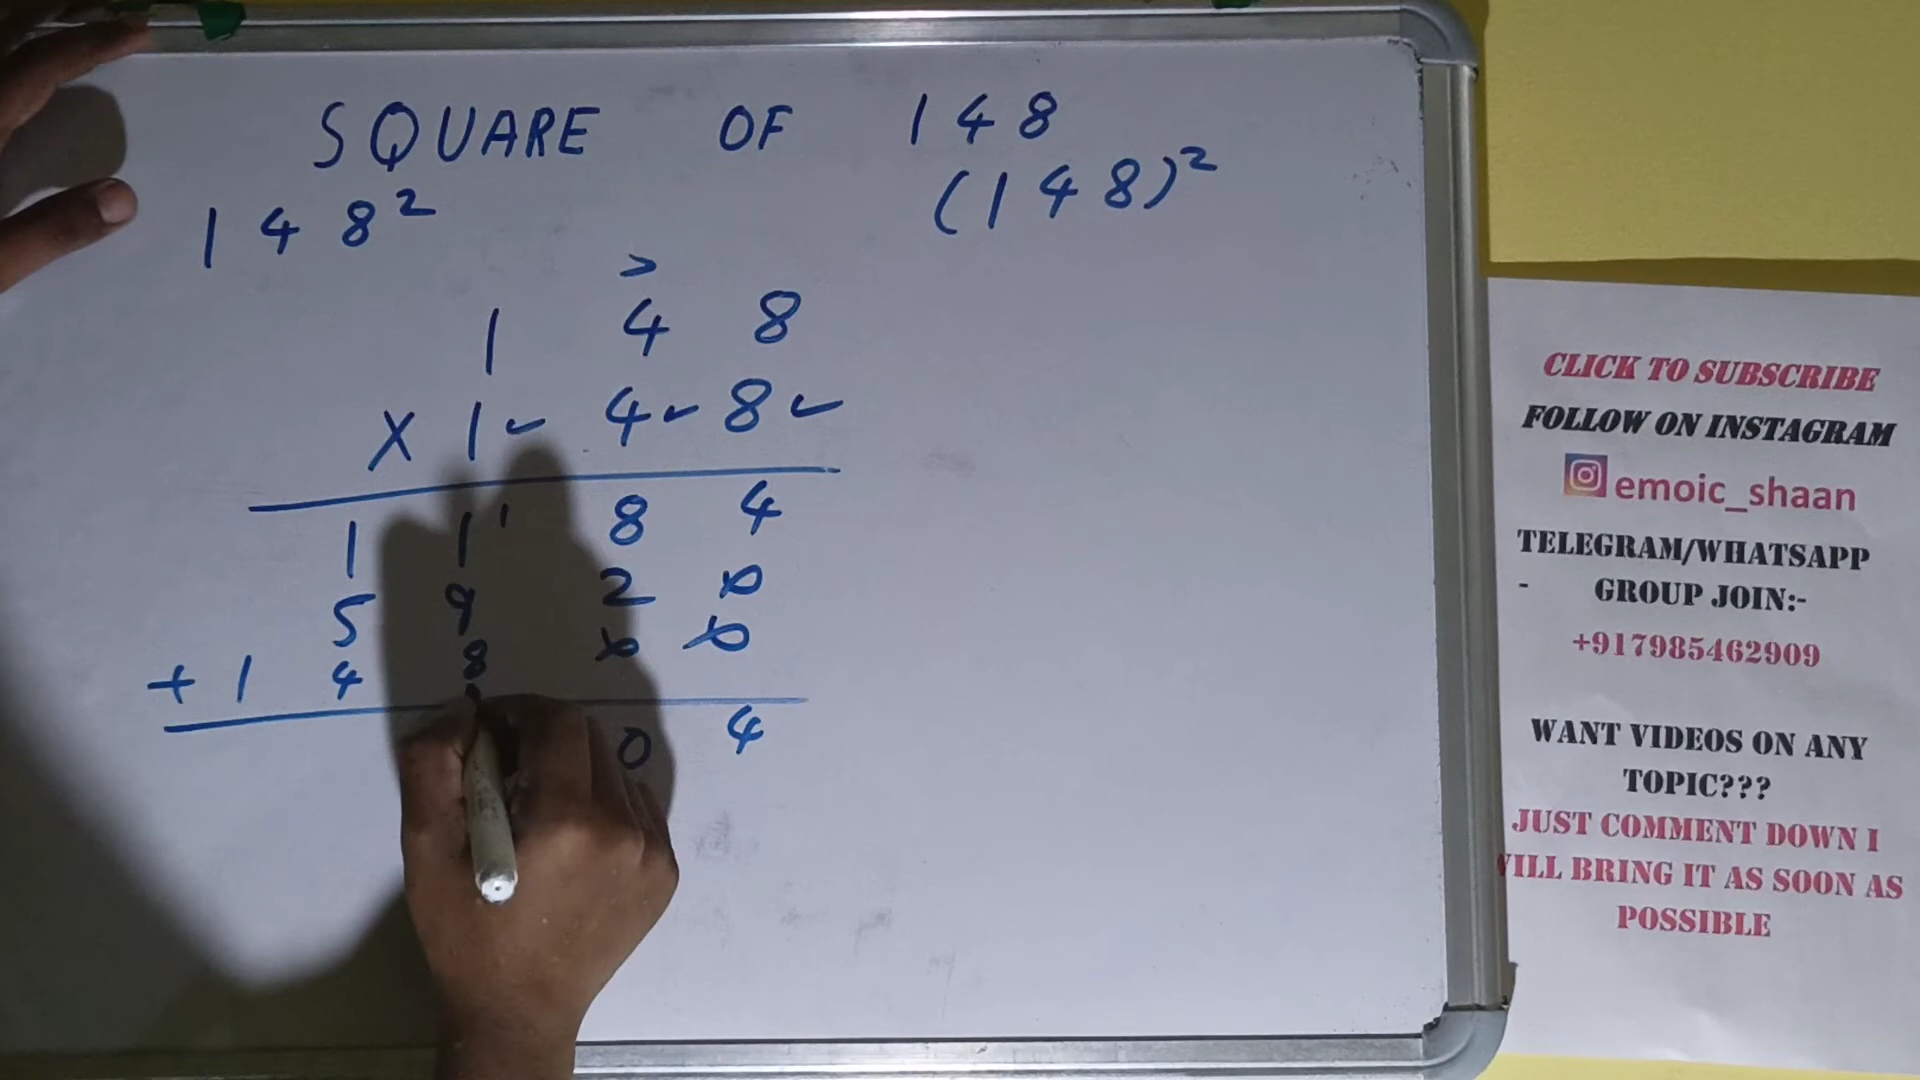 SQUARE OF 148
148²
(148)²
1 4 8
X 1 4 8
1 1 8 4
5 9 2 0
+ 1 4 8 0 0
0 4
CLICK TO SUBSCRIBE
FOLLOW ON INSTAGRAM
emoic_shaan
TELEGRAM/WHATSAPP
- GROUP JOIN:-
+917985462909
WANT VIDEOS ON ANY
TOPIC???
JUST COMMENT DOWN I
WILL BRING IT AS SOON AS
POSSIBLE